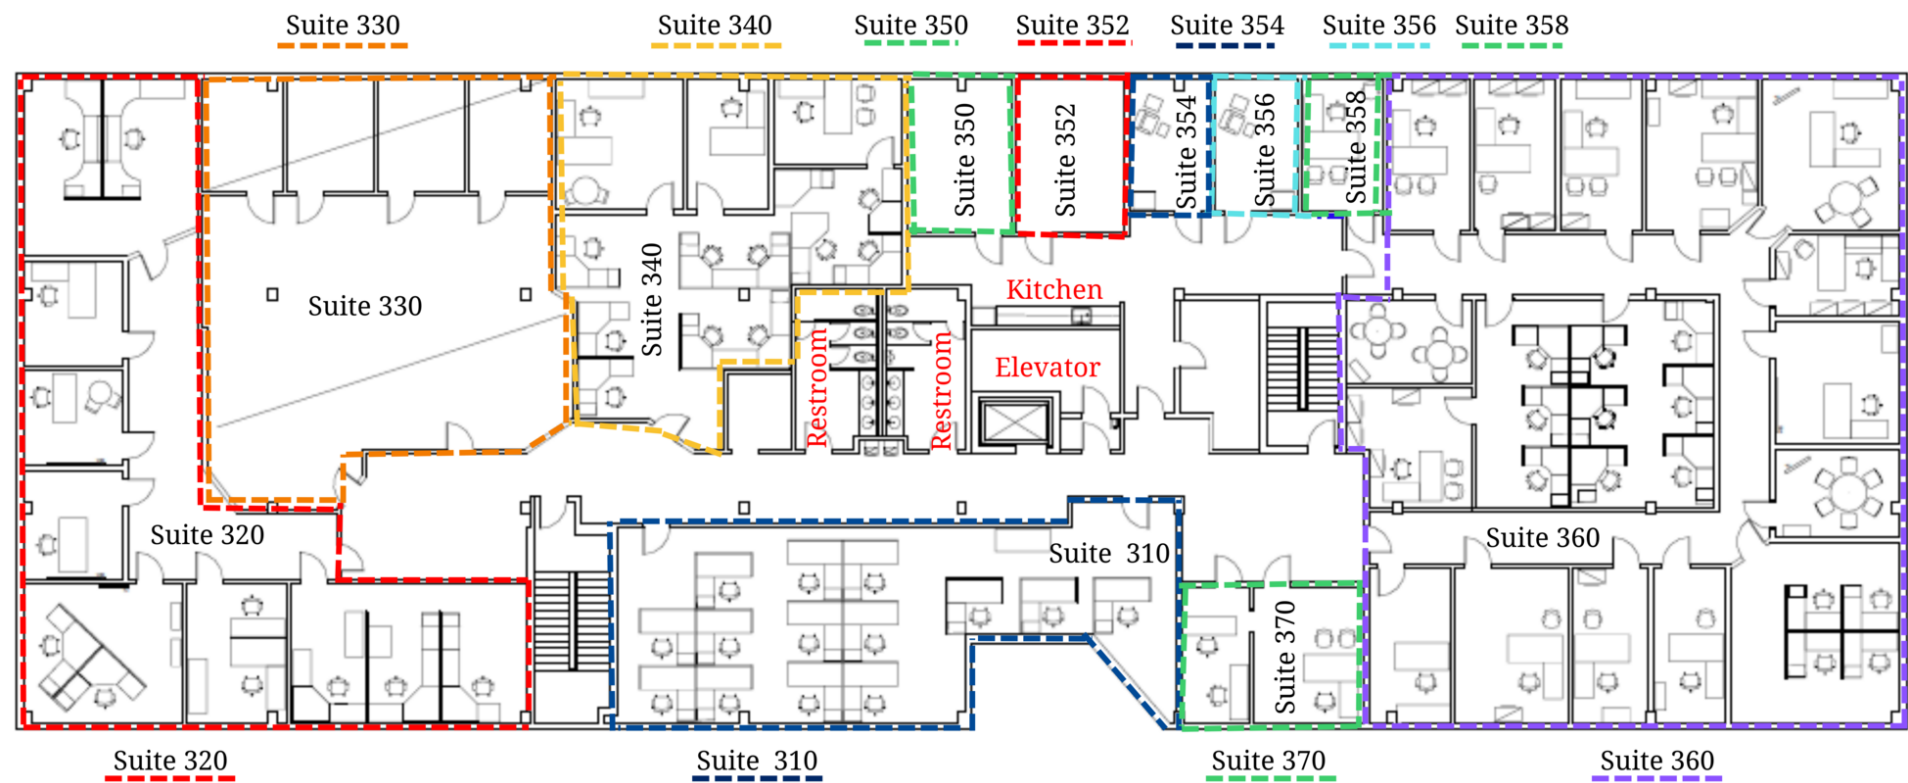 Suite 330
Suite 340
Suite 350
Suite 352
Suite 354
Suite 356
Suite 358
Suite 350
Suite 352
Suite 354
Suite 356
Suite 358
Suite 330
Suite 340
Kitchen
Elevator
Restroom
Restroom
Suite 320
Suite 310
Suite 360
Suite 370
Suite 320
Suite 310
Suite 370
Suite 360